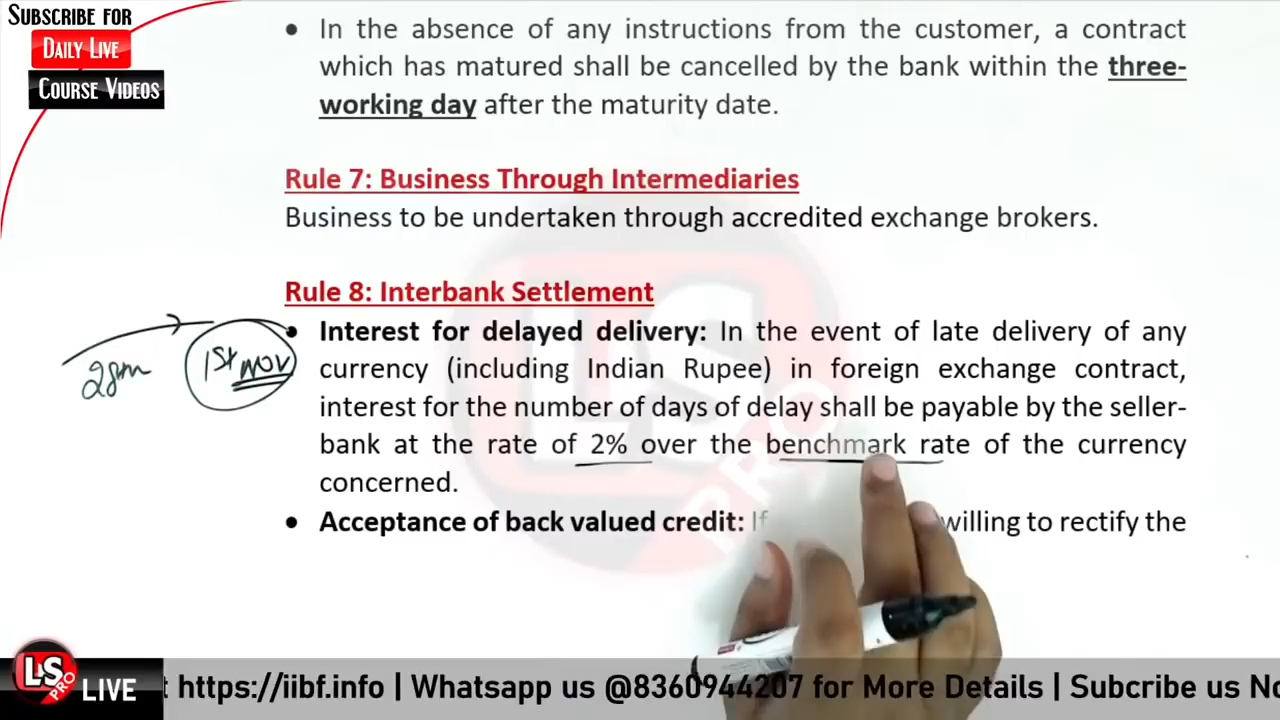 SUBSCRIBE FOR
DAILY LIVE
COURSE VIDEOS
• In the absence of any instructions from the customer, a contract
which has matured shall be cancelled by the bank within the three-
working day after the maturity date.
Rule 7: Business Through Intermediaries
Business to be undertaken through accredited exchange brokers.
Rule 8: Interbank Settlement
• Interest for delayed delivery: In the event of late delivery of any
currency (including Indian Rupee) in foreign exchange contract,
interest for the number of days of delay shall be payable by the seller-
bank at the rate of 2% over the benchmark rate of the currency
concerned.
• Acceptance of back valued credit: If willing to rectify the
1st Nov
LS PRO
LS PRO LIVE
https://iibf.info | Whatsapp us @8360944207 for More Details | Subcribe us No